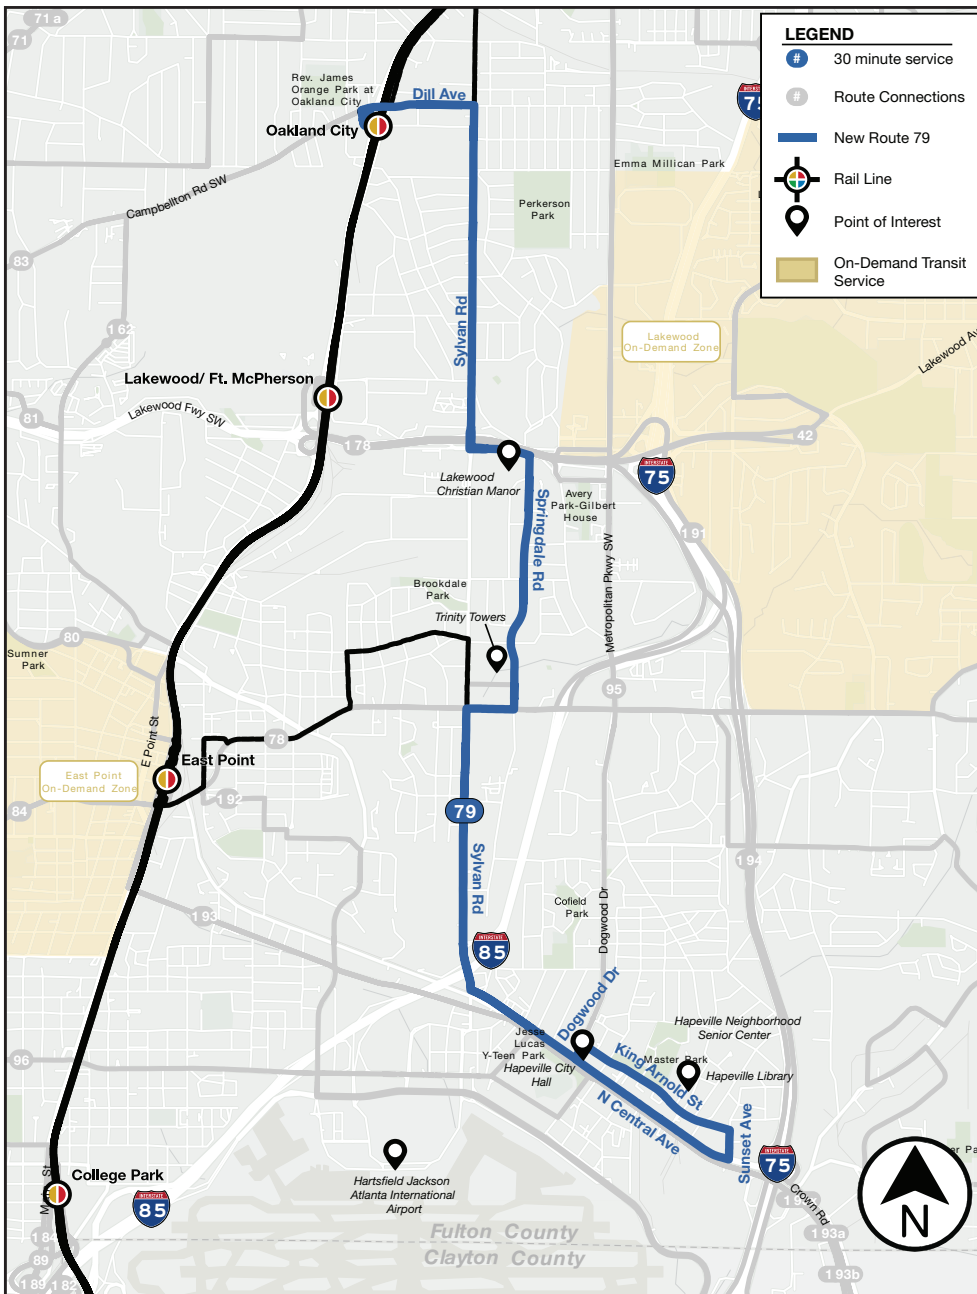 71a
71
Rev. James
Orange Park at
Oakland City
Dill Ave
Oakland City
75
LEGEND
# 30 minute service
# Route Connections
New Route 79
Rail Line
Point of Interest
On-Demand Transit
Service
Emma Millican Park
Campbellton Rd SW
Perkerson
Park
83
162
Sylvan Rd
Lakewood
On-Demand Zone
Lakewood/ Ft. McPherson
Lakewood Fwy SW
81
178
42
INTERSTATE
75
Lakewood
Christian Manor
Springdale Rd
Avery
Park-Gilbert
House
191
Metropolitan Pkwy SW
Brookdale
Park
Trinity Towers
80
Sumner
Park
95
E Point St
78
East Point
East Point
On-Demand Zone
192
84
79
Sylvan Rd
194
193
Cofield
Park
Dogwood Dr
INTERSTATE
85
Dogwood Dr
Hapeville Neighborhood
Senior Center
Jesse
Lucas
Y-Teen Park
Hapeville City
Hall
King Arnold St
Master Park
Hapeville Library
96
N Central Ave
Sunset Ave
INTERSTATE
75
College Park
Main St
INTERSTATE
85
Hartsfield Jackson
Atlanta International
Airport
Crown Rd
Fulton County
Clayton County
N
193a
193b
184
89
189
182